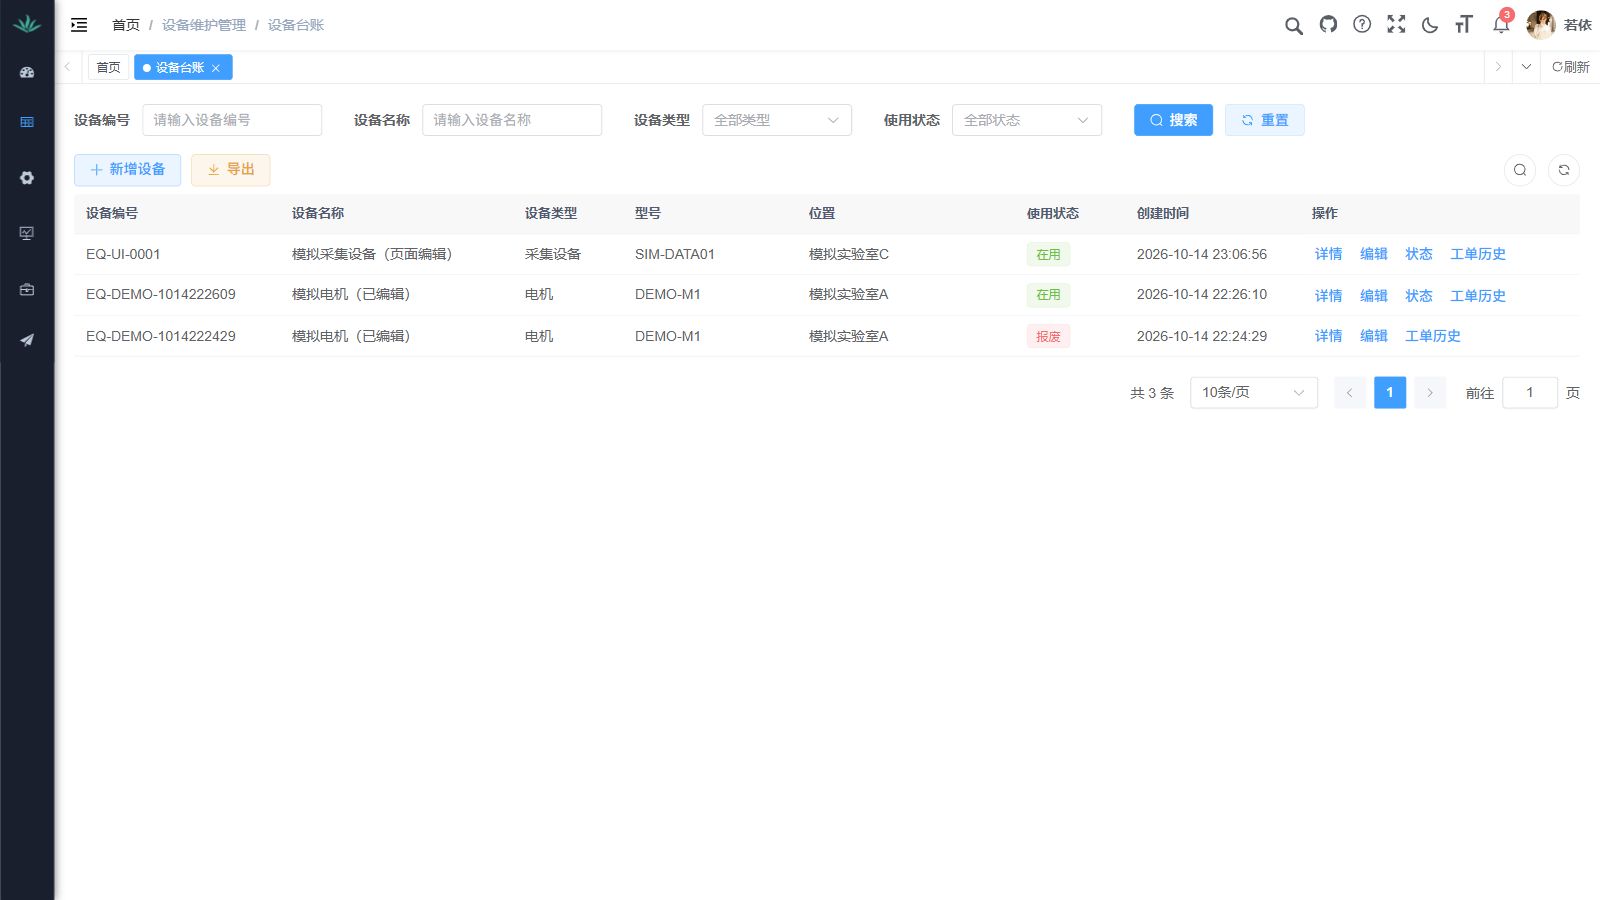 首页 / 设备维护管理 / 设备台账 3 若依
首页 设备台账 刷新
设备编号 请输入设备编号 设备名称 请输入设备名称 设备类型 全部类型 使用状态 全部状态 搜索 重置
新增设备 导出
设备编号 设备名称 设备类型 型号 位置 使用状态 创建时间 操作
EQ-UI-0001 模拟采集设备（页面编辑） 采集设备 SIM-DATA01 模拟实验室C 在用 2026-10-14 23:06:56 详情 编辑 状态 工单历史
EQ-DEMO-1014222609 模拟电机（已编辑） 电机 DEMO-M1 模拟实验室A 在用 2026-10-14 22:26:10 详情 编辑 状态 工单历史
EQ-DEMO-1014222429 模拟电机（已编辑） 电机 DEMO-M1 模拟实验室A 报废 2026-10-14 22:24:29 详情 编辑 工单历史
共 3 条 10条/页 1 前往 1 页